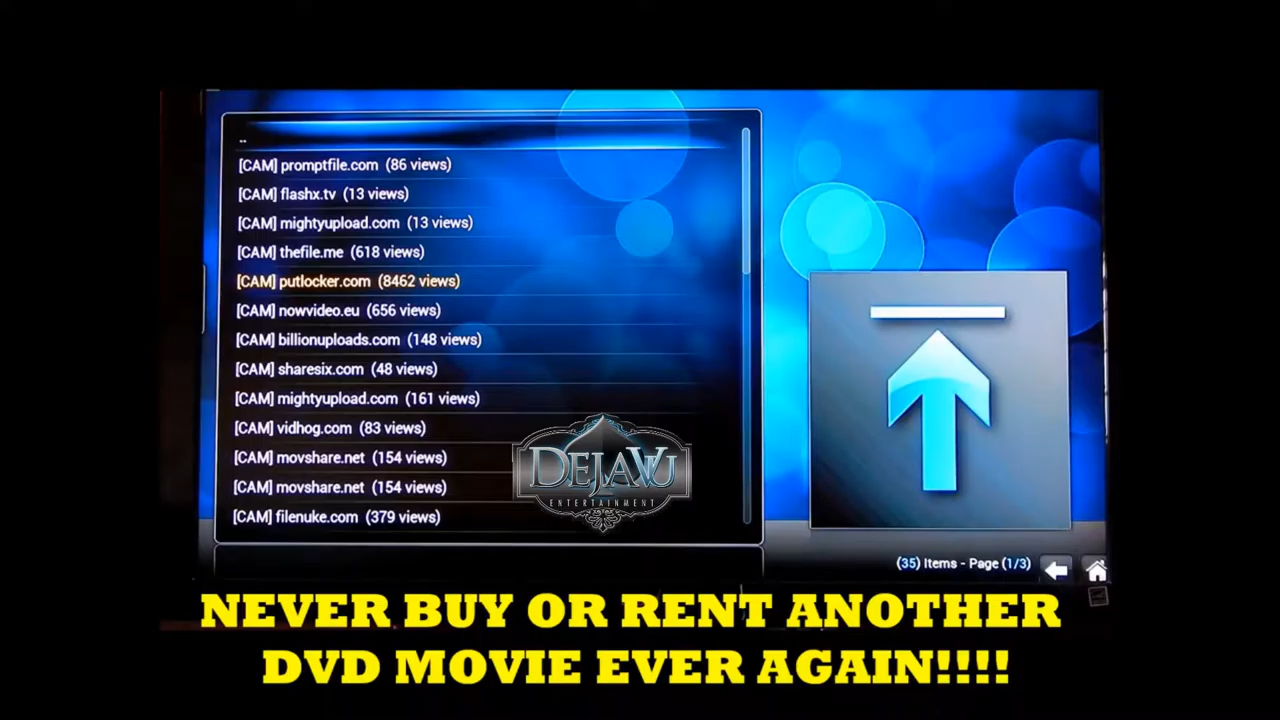 ..
[CAM] promptfile.com (86 views)
[CAM] flashx.tv (13 views)
[CAM] mightyupload.com (13 views)
[CAM] thefile.me (618 views)
[CAM] putlocker.com (8462 views)
[CAM] nowvideo.eu (656 views)
[CAM] billionuploads.com (148 views)
[CAM] sharesix.com (48 views)
[CAM] mightyupload.com (161 views)
[CAM] vidhog.com (83 views)
[CAM] movshare.net (154 views)
[CAM] movshare.net (154 views)
[CAM] filenuke.com (379 views)
DEJAVU
ENTERTAINMENT
(35) Items - Page (1/3)
NEVER BUY OR RENT ANOTHER
DVD MOVIE EVER AGAIN!!!!